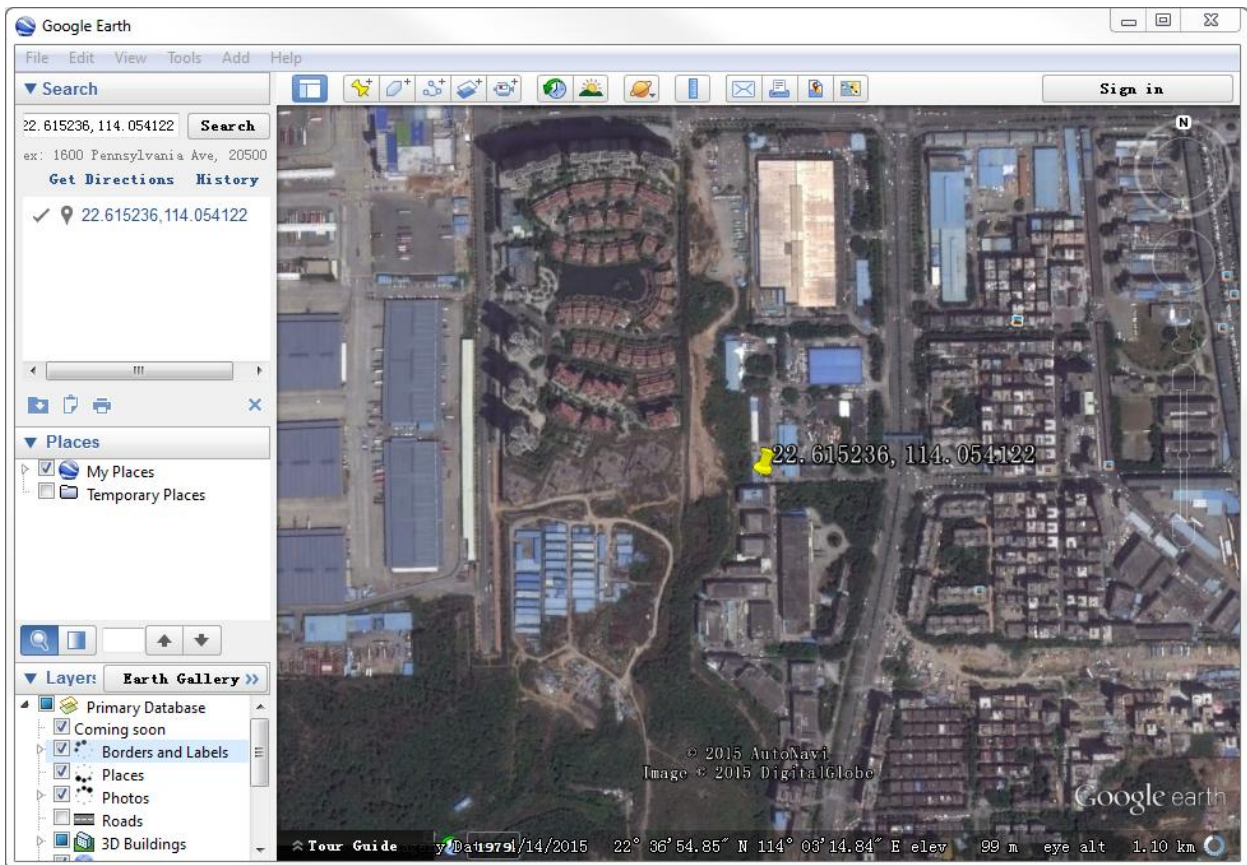 Google Earth
File Edit View Tools Add Help
Search
Sign in
22.615236, 114.054122 Search
ex: 1600 Pennsylvania Ave, 20500
Get Directions History
22.615236,114.054122
N
Places
My Places
Temporary Places
22.615236, 114.054122
Layers Earth Gallery >>
Primary Database
Coming soon
Borders and Labels
Places
Photos
Roads
3D Buildings
© 2015 AutoNavi
Image © 2015 DigitalGlobe
Google earth
Tour Guide 1979 /14/2015 22° 36′54.85″ N 114° 03′14.84″ E elev 99 m eye alt 1.10 km